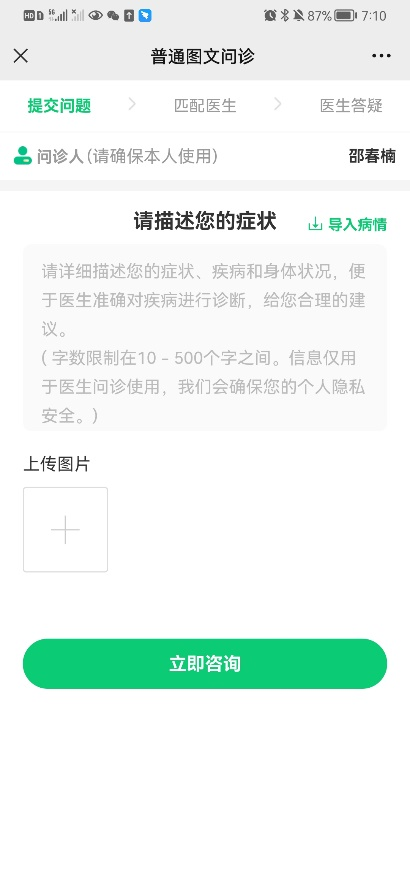 HD 1 5G 87% 7:10
普通图文问诊
提交问题 匹配医生 医生答疑
问诊人(请确保本人使用) 邵春楠
请描述您的症状 导入病情
请详细描述您的症状、疾病和身体状况，便
于医生准确对疾病进行诊断，给您合理的建
议。
( 字数限制在10 - 500个字之间。信息仅用
于医生问诊使用，我们会确保您的个人隐私
安全。)
上传图片
立即咨询